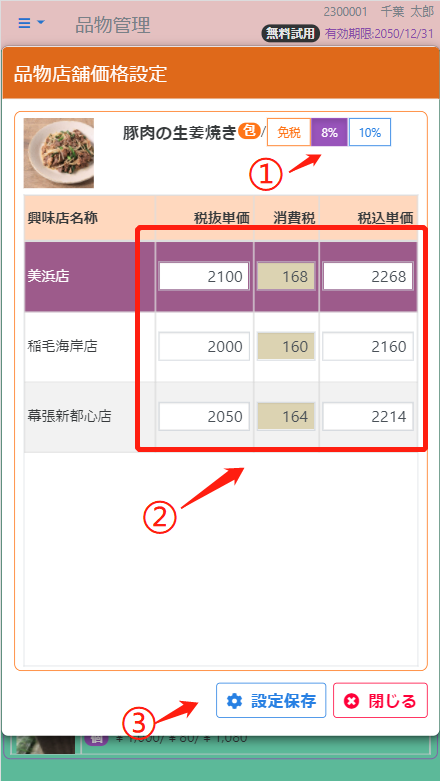 品物管理
2300001 千葉 太郎
無料試用 有効期限:2050/12/31
品物店舗価格設定
豚肉の生姜焼き 包 / 免税 8% 10%
①
興味店名称 税抜単価 消費税 税込単価
美浜店 2100 168 2268
稲毛海岸店 2000 160 2160
幕張新都心店 2050 164 2214
②
③
設定保存 閉じる